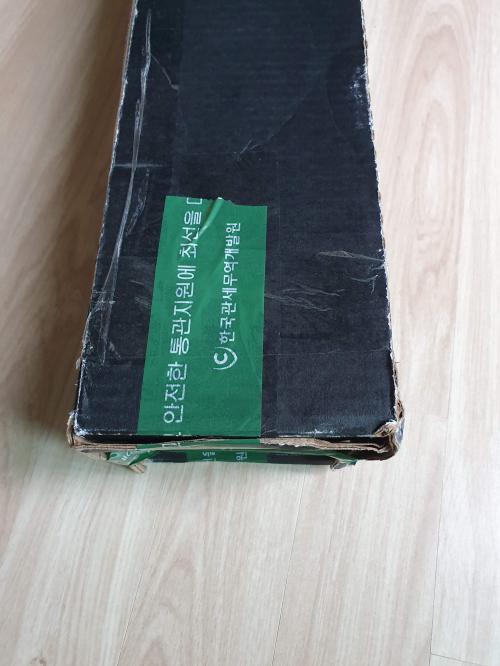 안전한 통관지원에 최선을
한국관세무역개발원
원